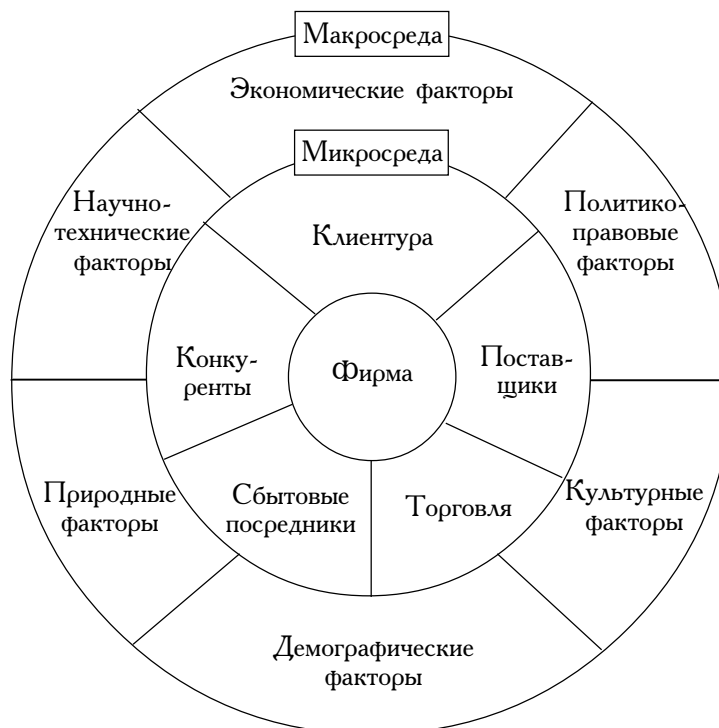 Макросреда
Экономические факторы
Микросреда
Научно-
технические
факторы
Клиентура
Политико-
правовые
факторы
Конку-
ренты
Фирма
Постав-
щики
Природные
факторы
Сбытовые
посредники
Торговля
Культурные
факторы
Демографические
факторы